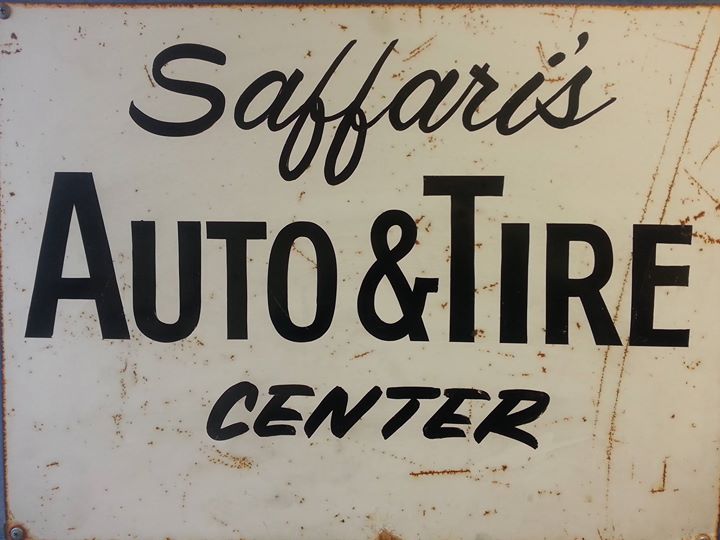 Saffari's
AUTO & TIRE
CENTER